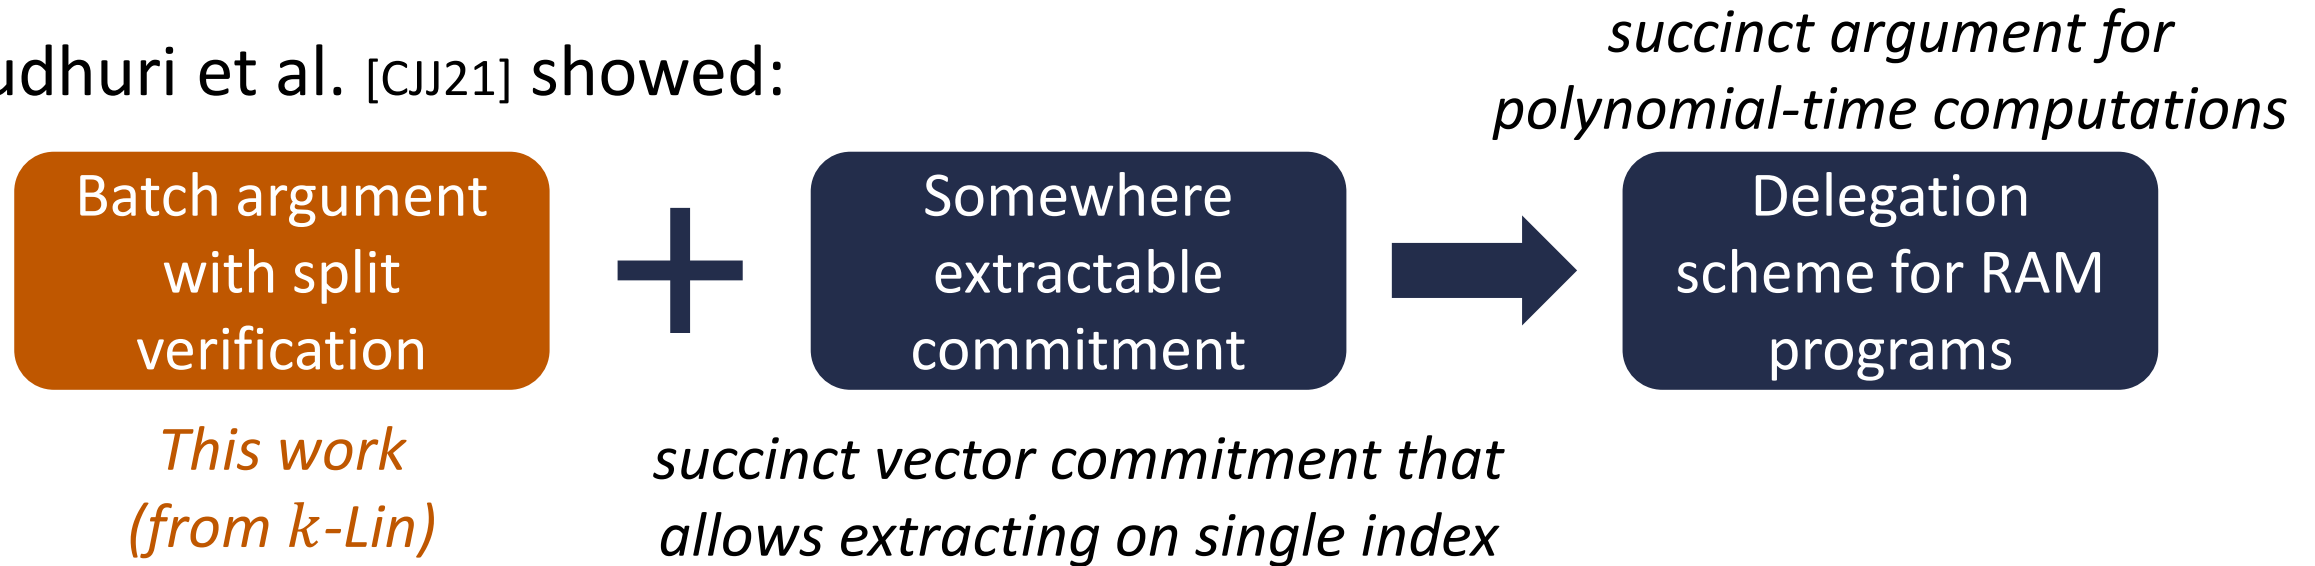 udhuri et al. [CJJ21] showed:
succinct argument for
polynomial-time computations
Batch argument
with split
verification
Somewhere
extractable
commitment
Delegation
scheme for RAM
programs
This work
(from k-Lin)
succinct vector commitment that
allows extracting on single index